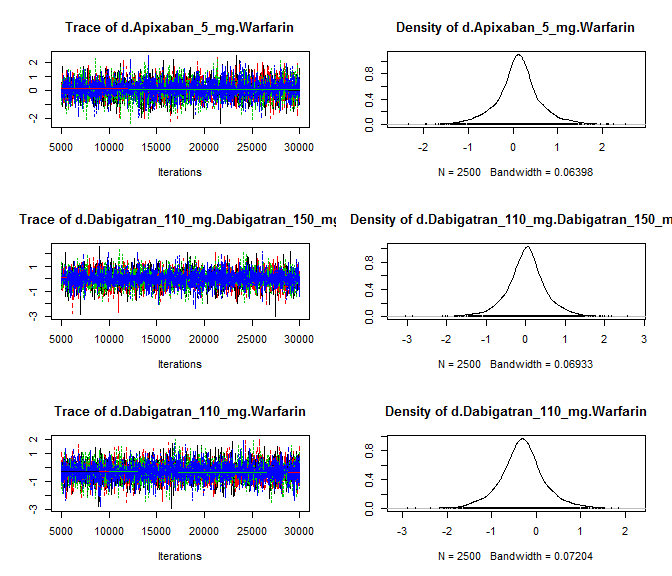 Trace of d.Apixaban_5_mg.Warfarin
2
1
0
-2
5000 10000 15000 20000 25000 30000
Iterations
Density of d.Apixaban_5_mg.Warfarin
0.8
0.4
0.0
-2 -1 0 1 2
N = 2500 Bandwidth = 0.06398
Trace of d.Dabigatran_110_mg.Dabigatran_150_mg
1
-1
-3
5000 10000 15000 20000 25000 30000
Iterations
Density of d.Dabigatran_110_mg.Dabigatran_150_m
0.8
0.4
0.0
-3 -2 -1 0 1 2 3
N = 2500 Bandwidth = 0.06933
Trace of d.Dabigatran_110_mg.Warfarin
2
1
-1
-3
5000 10000 15000 20000 25000 30000
Iterations
Density of d.Dabigatran_110_mg.Warfarin
0.8
0.4
0.0
-3 -2 -1 0 1 2
N = 2500 Bandwidth = 0.07204